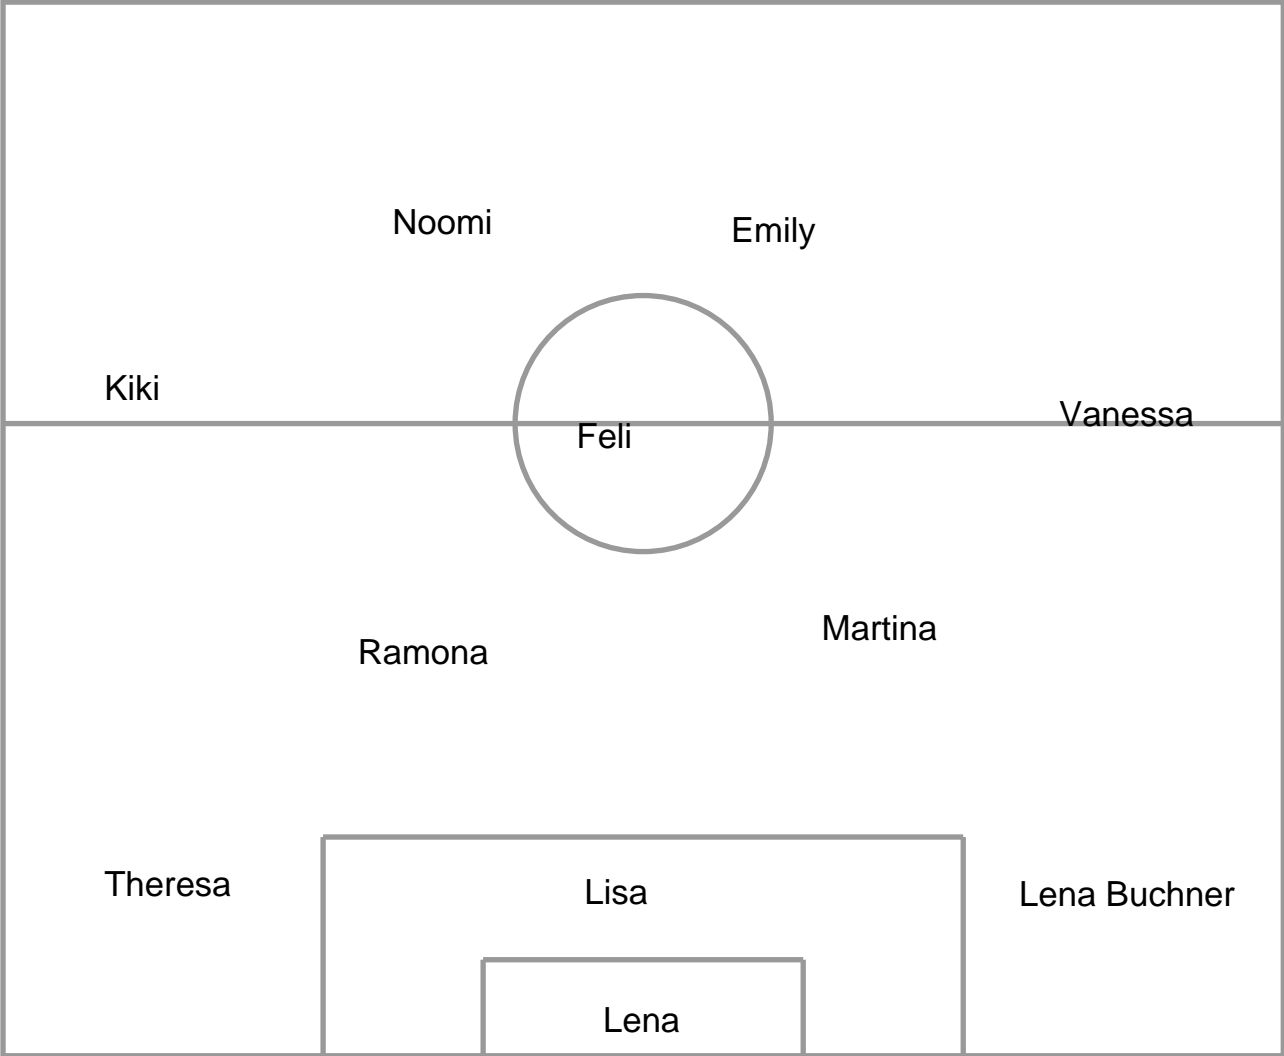 Noomi
Emily
Kiki
Vanessa
Feli
Martina
Ramona
Theresa
Lisa
Lena Buchner
Lena